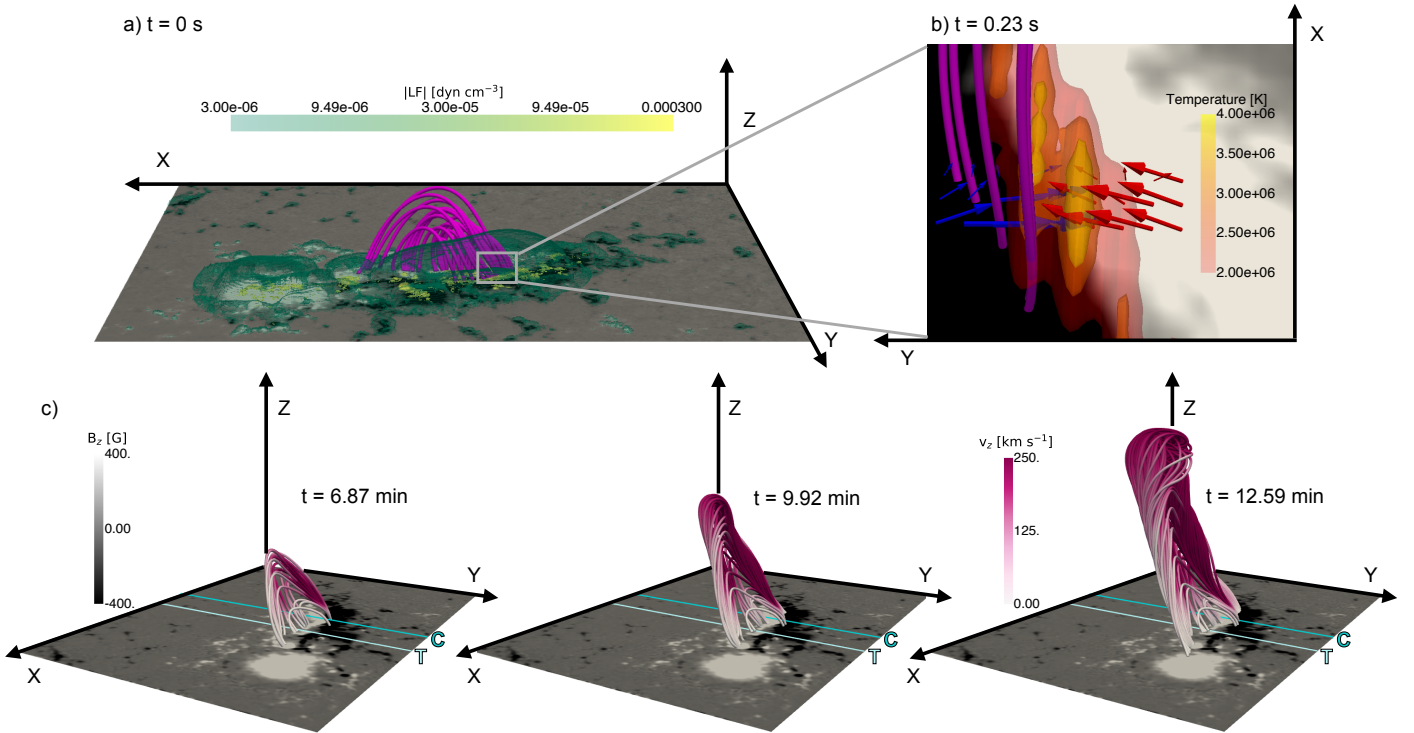 a) t = 0 s
|LF| [dyn cm⁻³]
3.00e-06 9.49e-06 3.00e-05 9.49e-05 0.000300
X
Z
Y
b) t = 0.23 s
X
Temperature [K]
4.00e+06
3.50e+06
3.00e+06
2.50e+06
2.00e+06
Y
c)
B_z [G]
400.
0.00
-400.
Z
t = 6.87 min
Y
X
C
T
Z
t = 9.92 min
Y
X
C
T
v_z [km s⁻¹]
250.
125.
0.00
Z
t = 12.59 min
Y
X
C
T